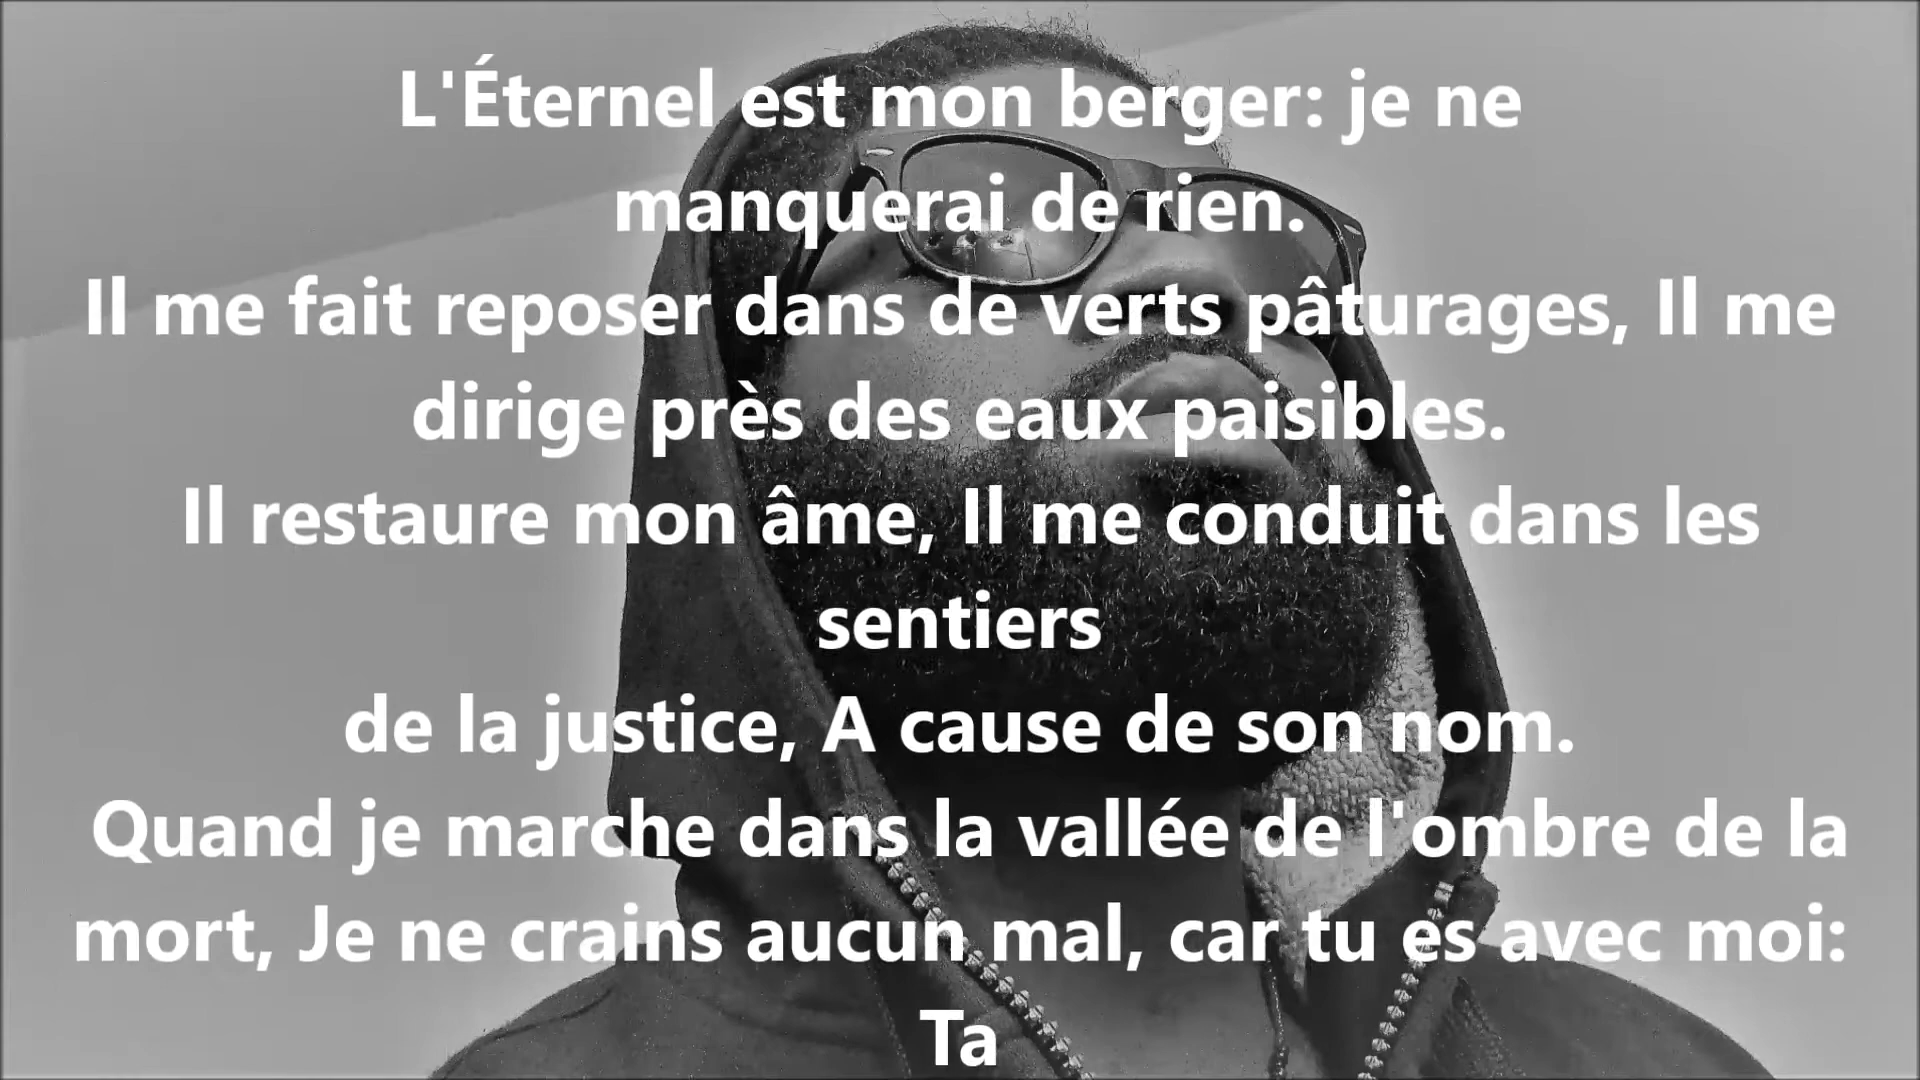 L'Éternel est mon berger: je ne
manquerai de rien.
Il me fait reposer dans de verts pâturages, Il me
dirige près des eaux paisibles.
Il restaure mon âme, Il me conduit dans les
sentiers
de la justice, A cause de son nom.
Quand je marche dans la vallée de l'ombre de la
mort, Je ne crains aucun mal, car tu es avec moi:
Ta